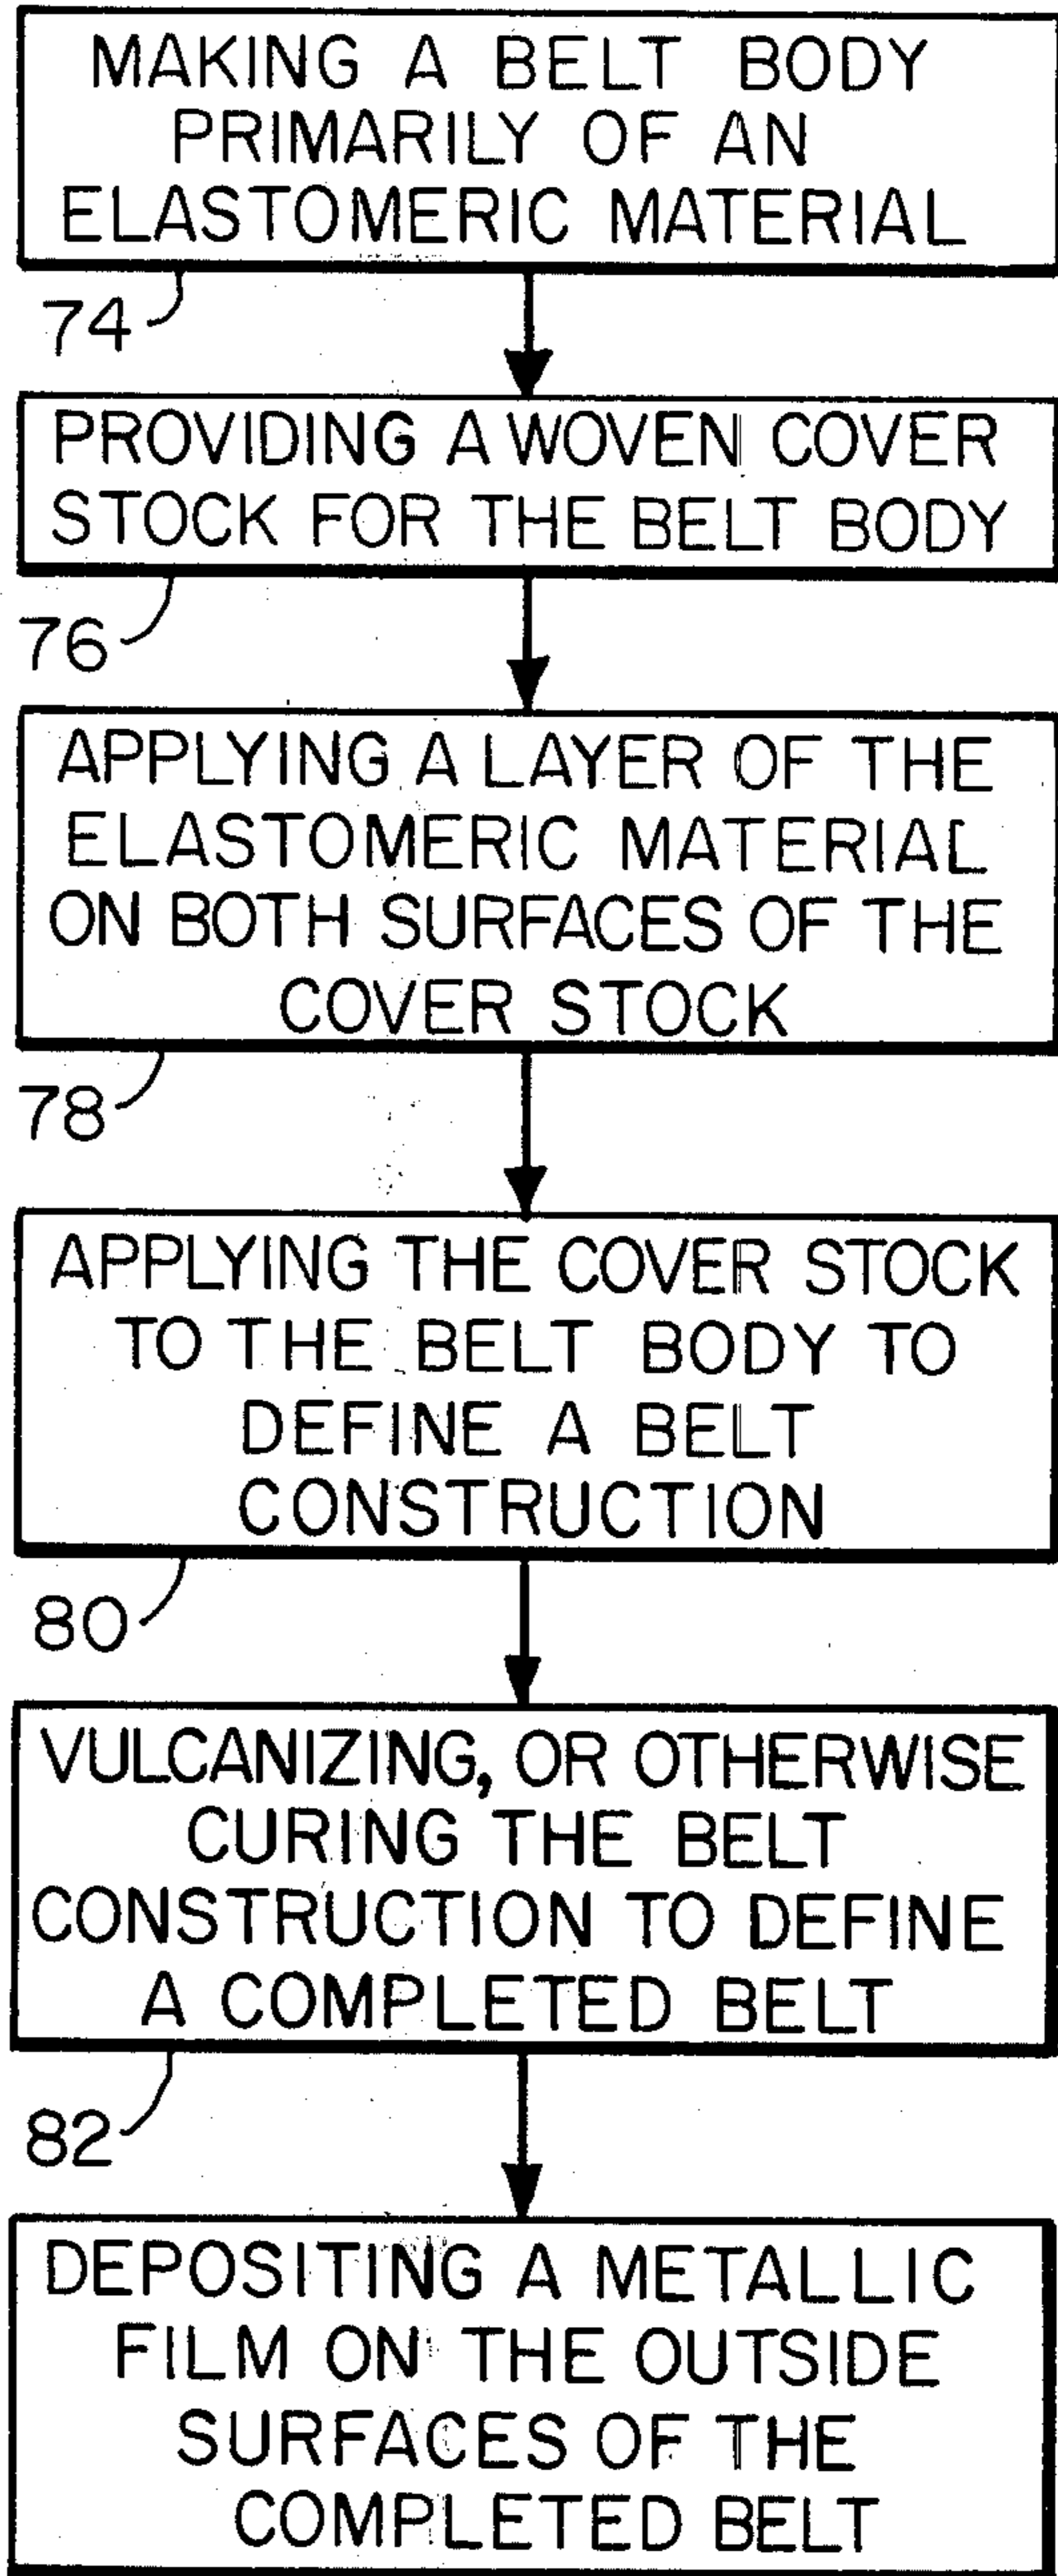 MAKING A BELT BODY
PRIMARILY OF AN
ELASTOMERIC MATERIAL
74
PROVIDING A WOVEN COVER
STOCK FOR THE BELT BODY
76
APPLYING A LAYER OF THE
ELASTOMERIC MATERIAL
ON BOTH SURFACES OF THE
COVER STOCK
78
APPLYING THE COVER STOCK
TO THE BELT BODY TO
DEFINE A BELT
CONSTRUCTION
80
VULCANIZING, OR OTHERWISE
CURING THE BELT
CONSTRUCTION TO DEFINE
A COMPLETED BELT
82
DEPOSITING A METALLIC
FILM ON THE OUTSIDE
SURFACES OF THE
COMPLETED BELT